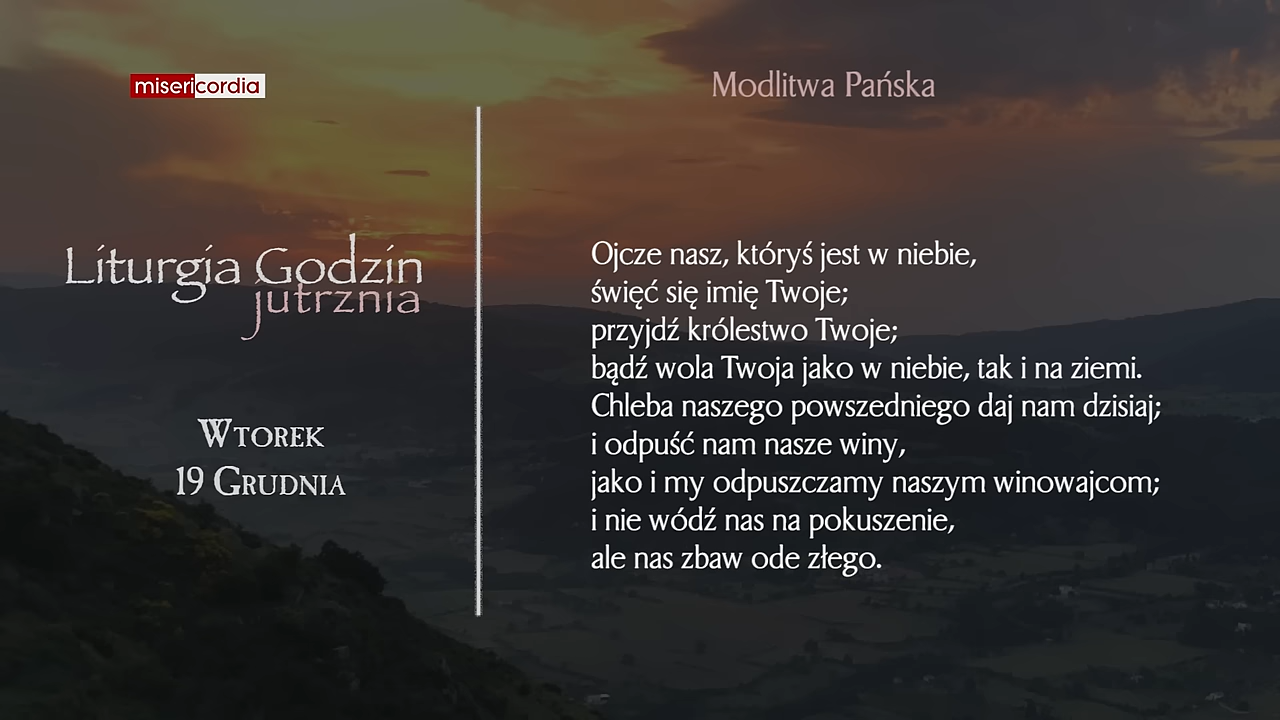 misericordia
Liturgia Godzin
jutrznia
Wtorek
19 Grudnia
Modlitwa Pańska
Ojcze nasz, któryś jest w niebie,
święć się imię Twoje;
przyjdź królestwo Twoje;
bądź wola Twoja jako w niebie, tak i na ziemi.
Chleba naszego powszedniego daj nam dzisiaj;
i odpuść nam nasze winy,
jako i my odpuszczamy naszym winowajcom;
i nie wódź nas na pokuszenie,
ale nas zbaw ode złego.